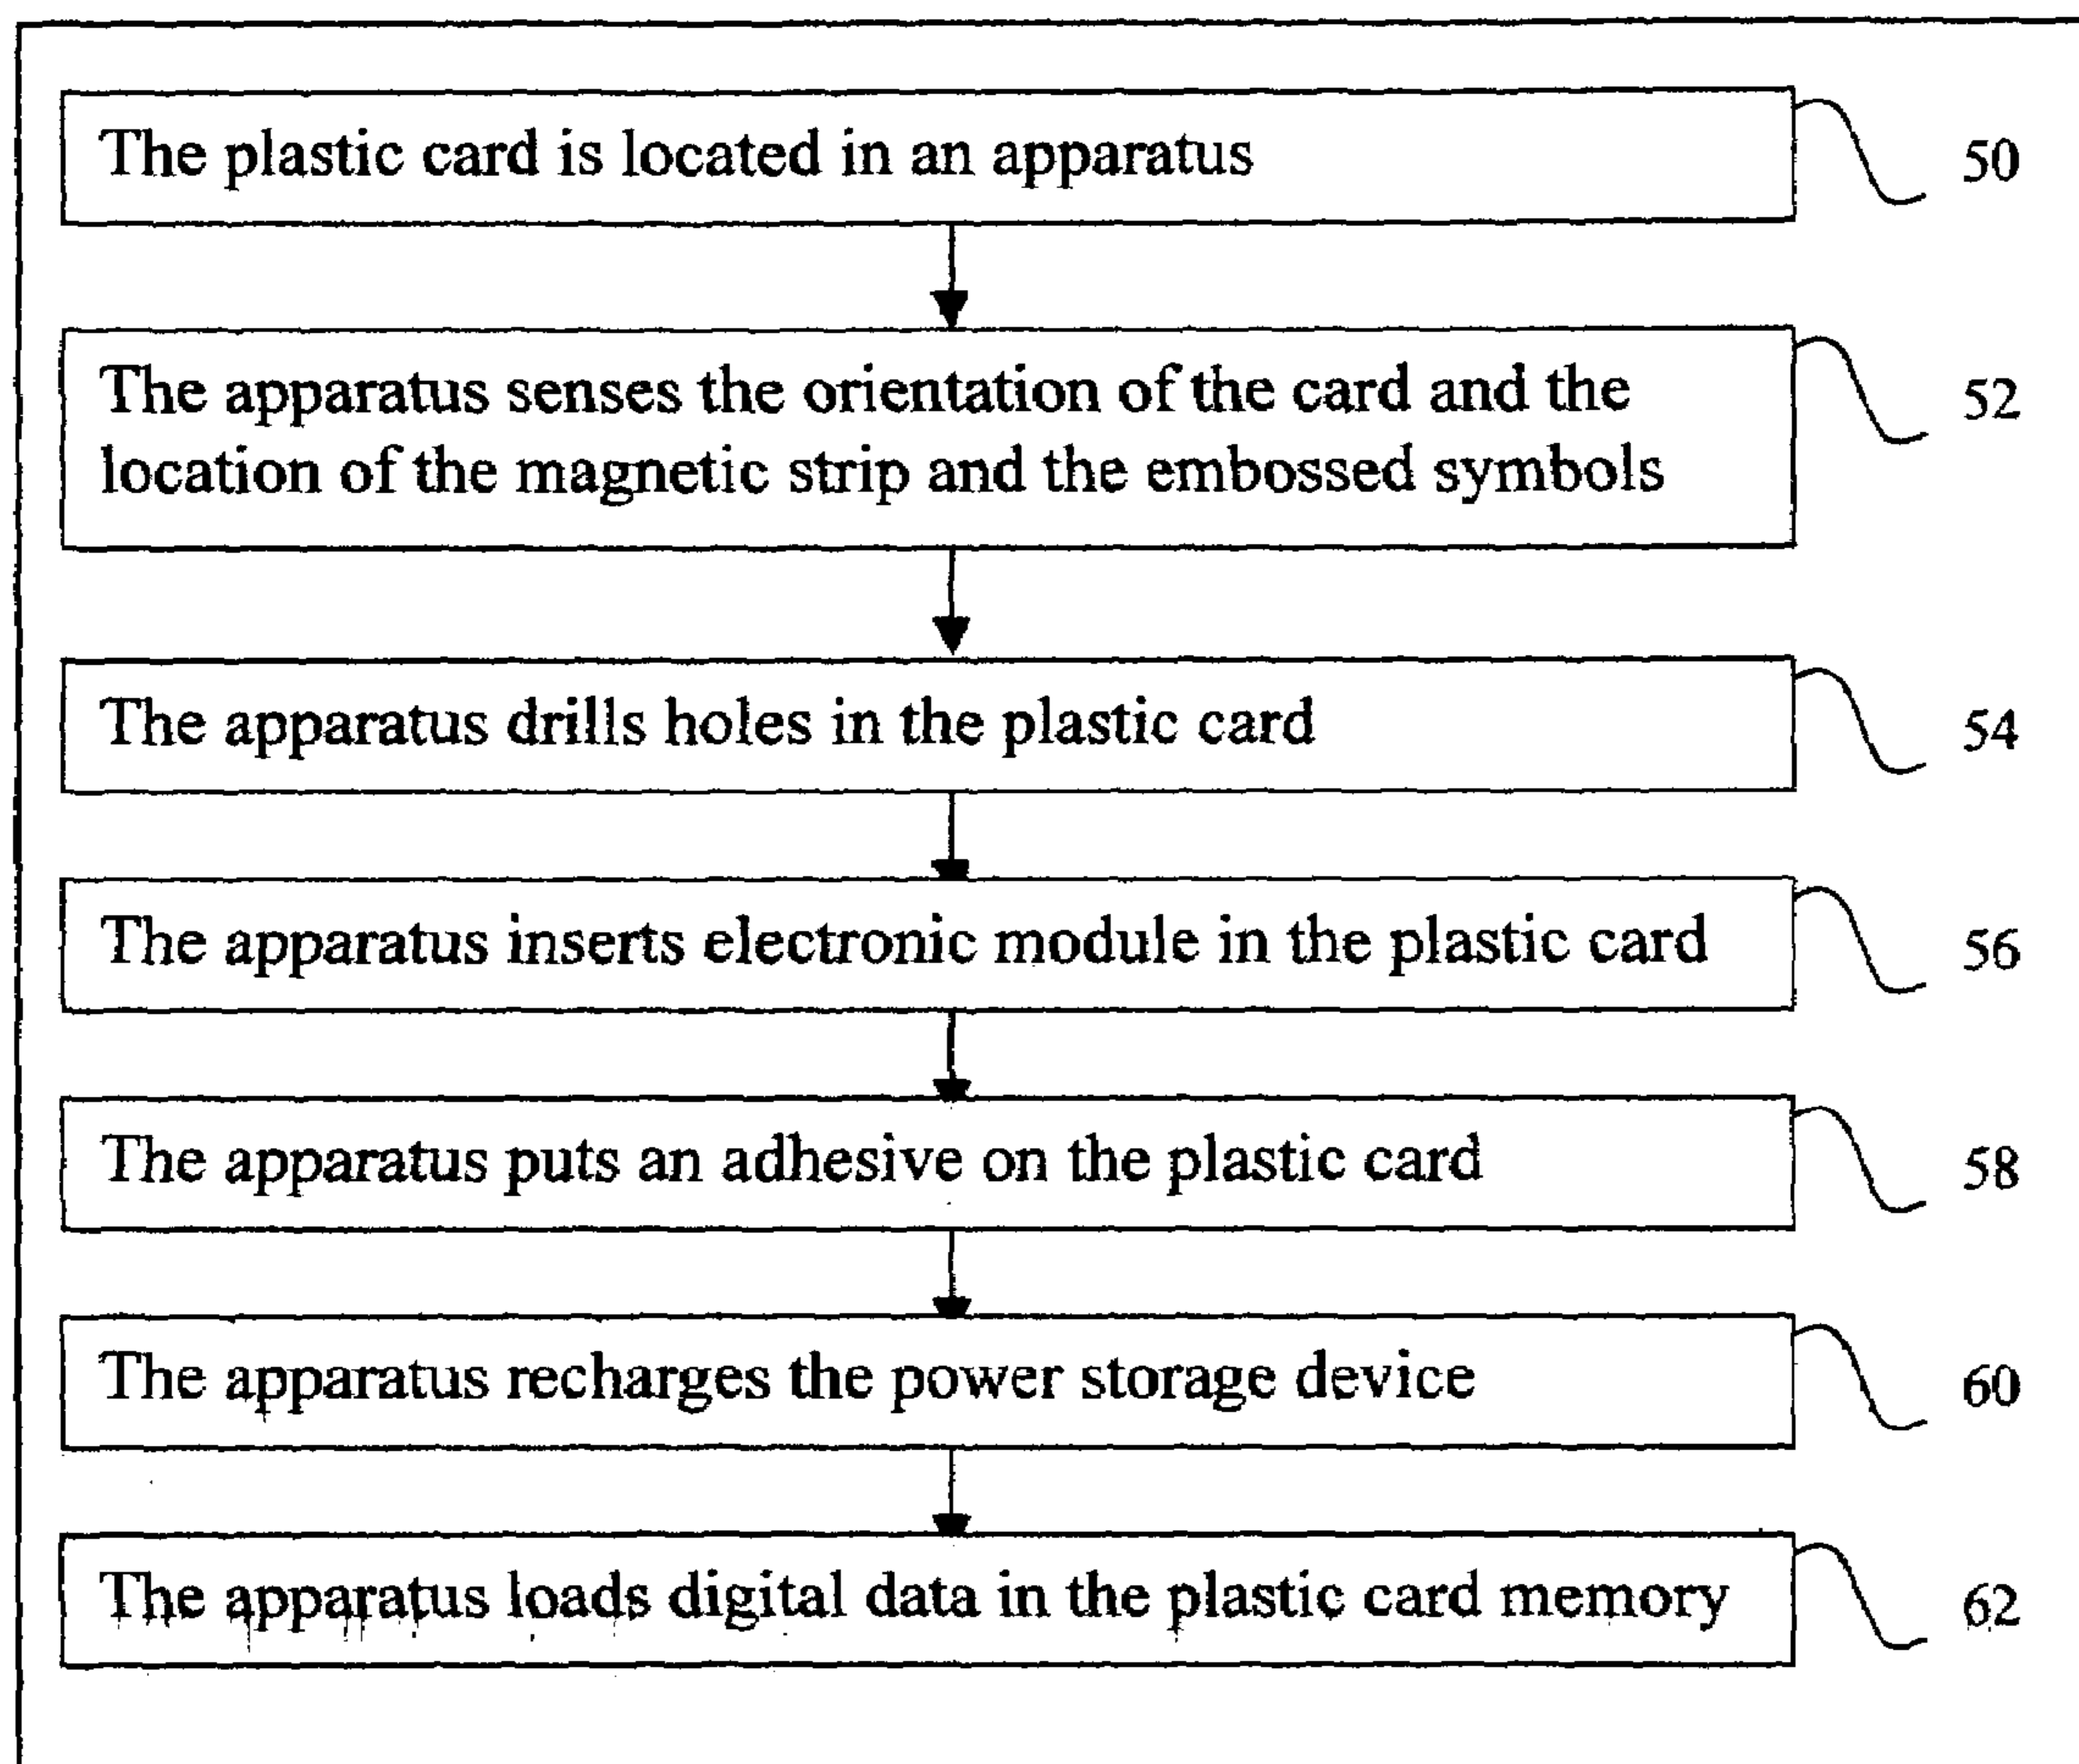 The plastic card is located in an apparatus
50
The apparatus senses the orientation of the card and the
location of the magnetic strip and the embossed symbols
52
The apparatus drills holes in the plastic card
54
The apparatus inserts electronic module in the plastic card
56
The apparatus puts an adhesive on the plastic card
58
The apparatus recharges the power storage device
60
The apparatus loads digital data in the plastic card memory
62